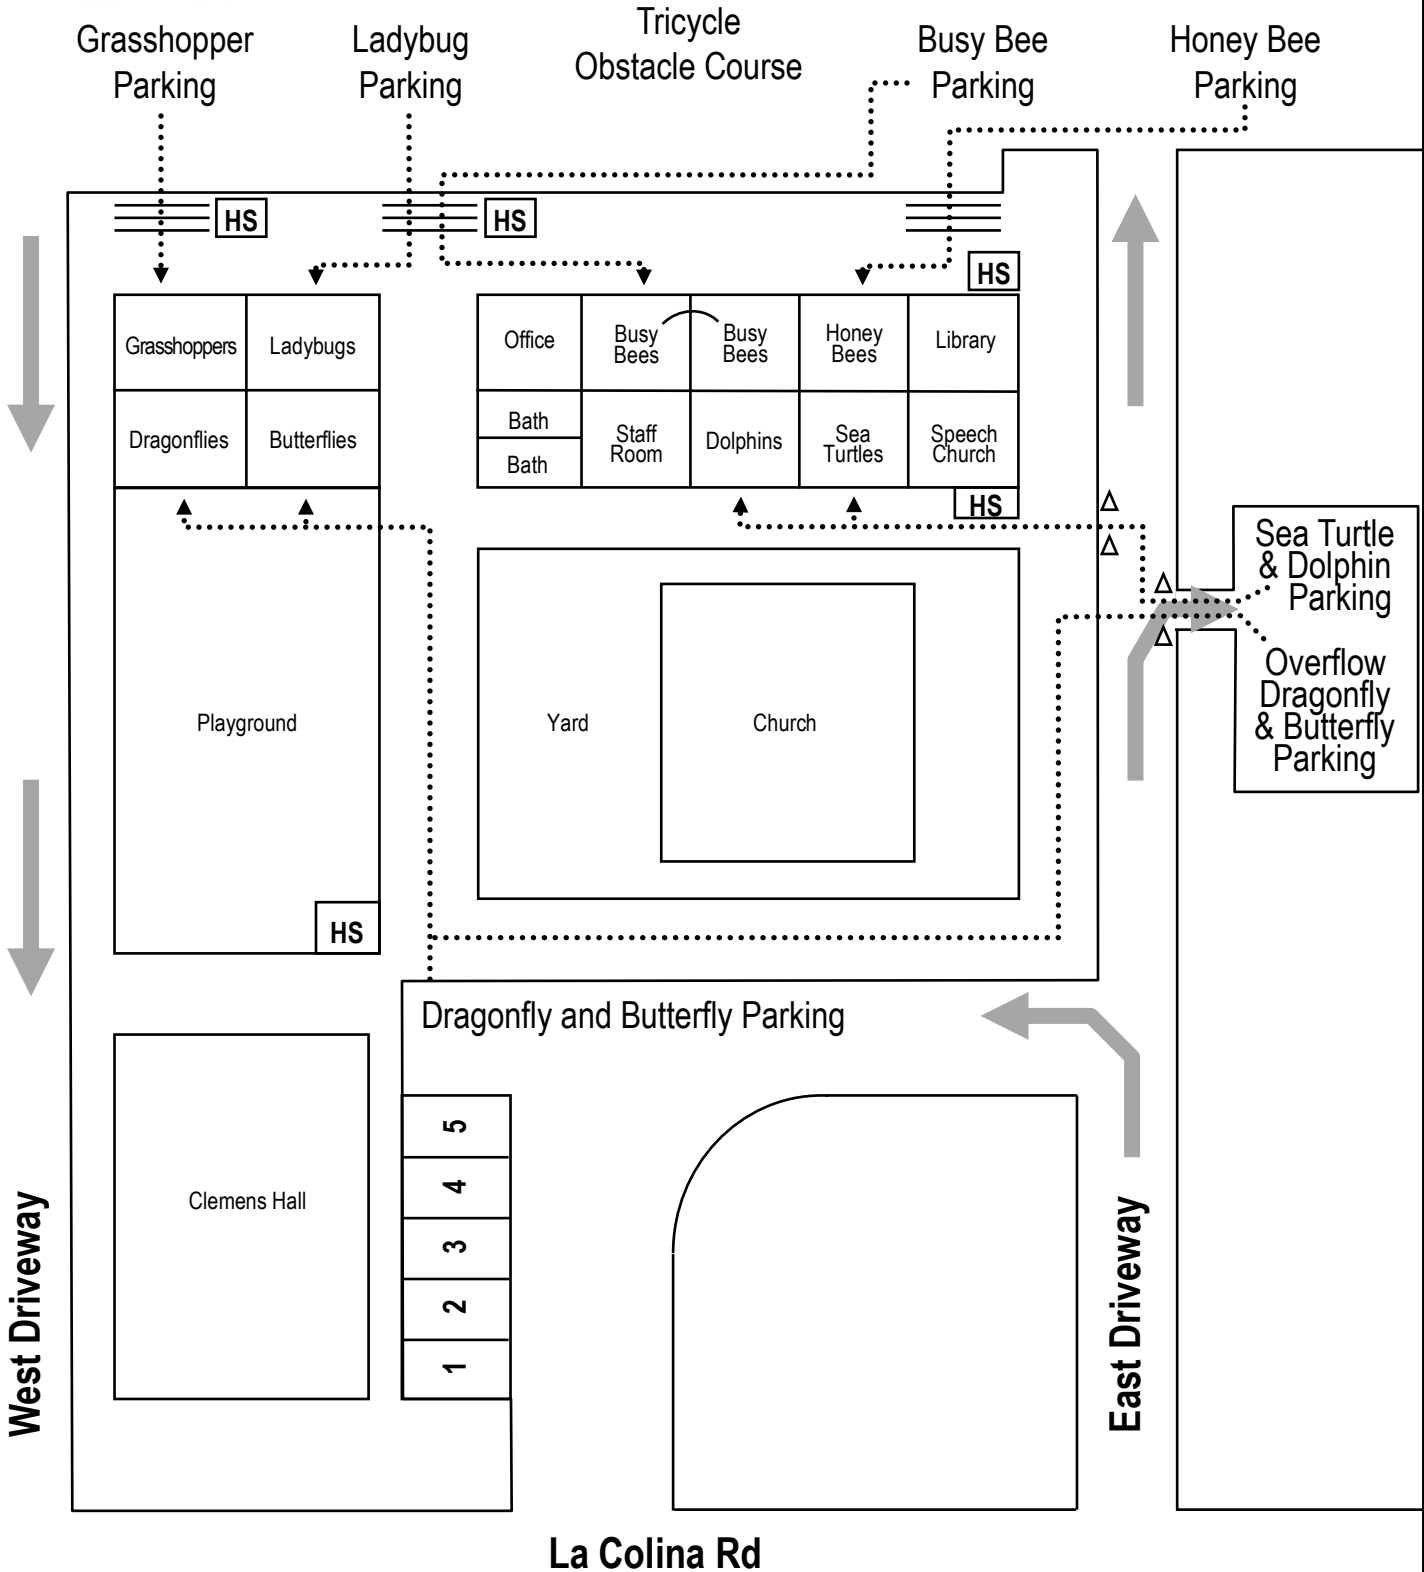 Grasshopper
Parking
Ladybug
Parking
Tricycle
Obstacle Course
Busy Bee
Parking
Honey Bee
Parking
HS
HS
HS
Grasshoppers
Ladybugs
Dragonflies
Butterflies
Office
Busy
Bees
Busy
Bees
Honey
Bees
Library
Bath
Bath
Staff
Room
Dolphins
Sea
Turtles
Speech
Church
HS
Sea Turtle
& Dolphin
Parking
Overflow
Dragonfly
& Butterfly
Parking
Playground
Yard
Church
HS
Dragonfly and Butterfly Parking
Clemens Hall
5
4
3
2
1
West Driveway
East Driveway
La Colina Rd